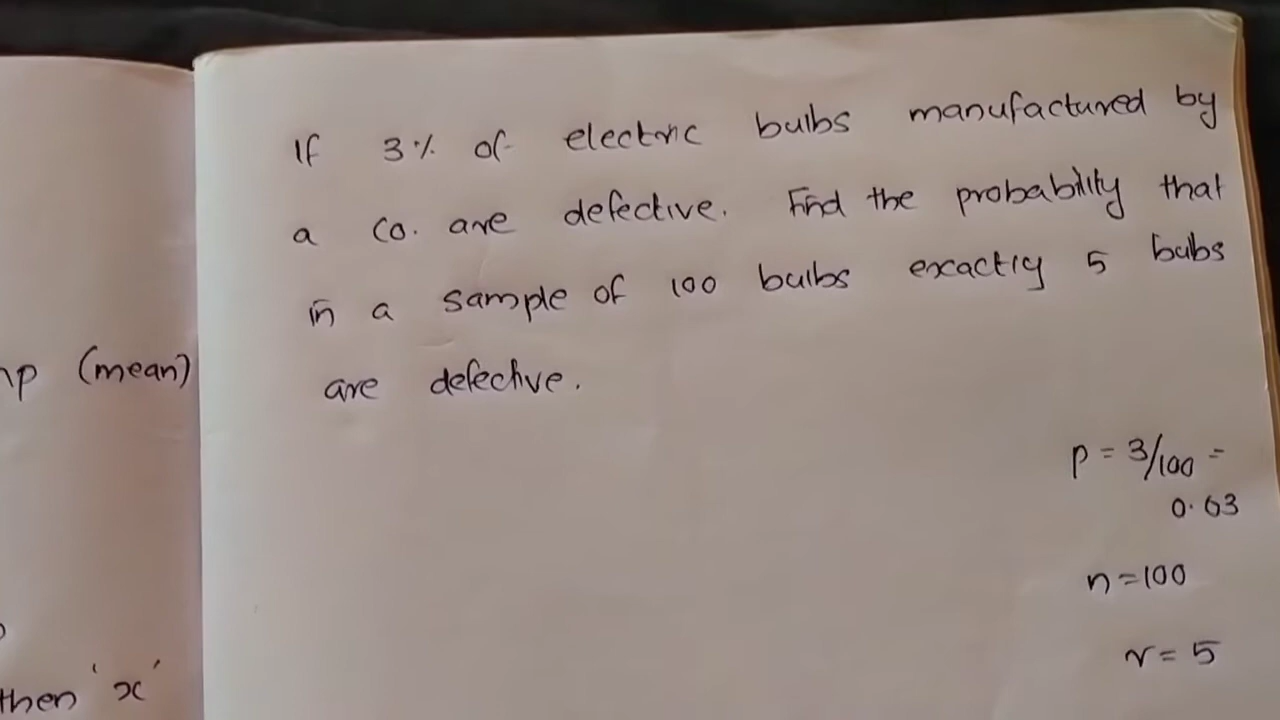 If 3% of electric bulbs manufactured by
a co. are defective. Find the probability that
in a sample of 100 bulbs exactly 5 bubs
are defective.
np (mean)
p = 3/100 =
0.03
n = 100
r = 5
then 'x'